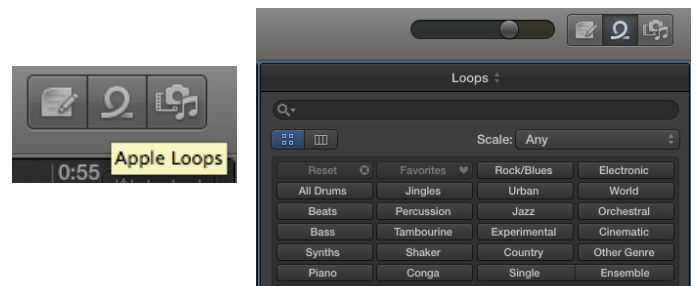 Apple Loops
0:55
Loops
Scale: Any
Reset Favorites Rock/Blues Electronic
All Drums Jingles Urban World
Beats Percussion Jazz Orchestral
Bass Tambourine Experimental Cinematic
Synths Shaker Country Other Genre
Piano Conga Single Ensemble